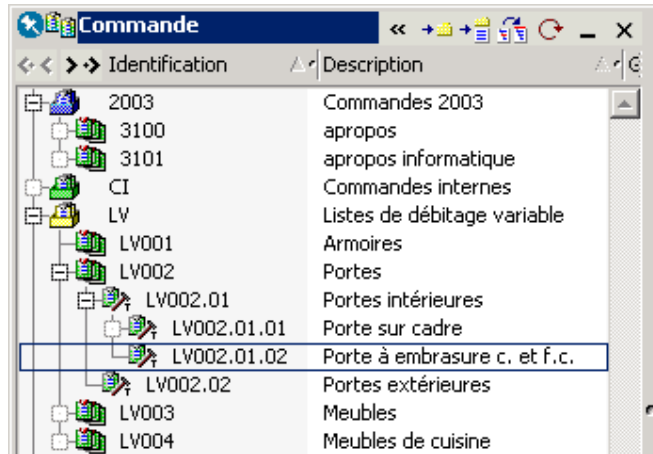 Commande
Identification Description
2003 Commandes 2003
3100 apropos
3101 apropos informatique
CI Commandes internes
LV Listes de débitage variable
LV001 Armoires
LV002 Portes
LV002.01 Portes intérieures
LV002.01.01 Porte sur cadre
LV002.01.02 Porte à embrasure c. et f.c.
LV002.02 Portes extérieures
LV003 Meubles
LV004 Meubles de cuisine